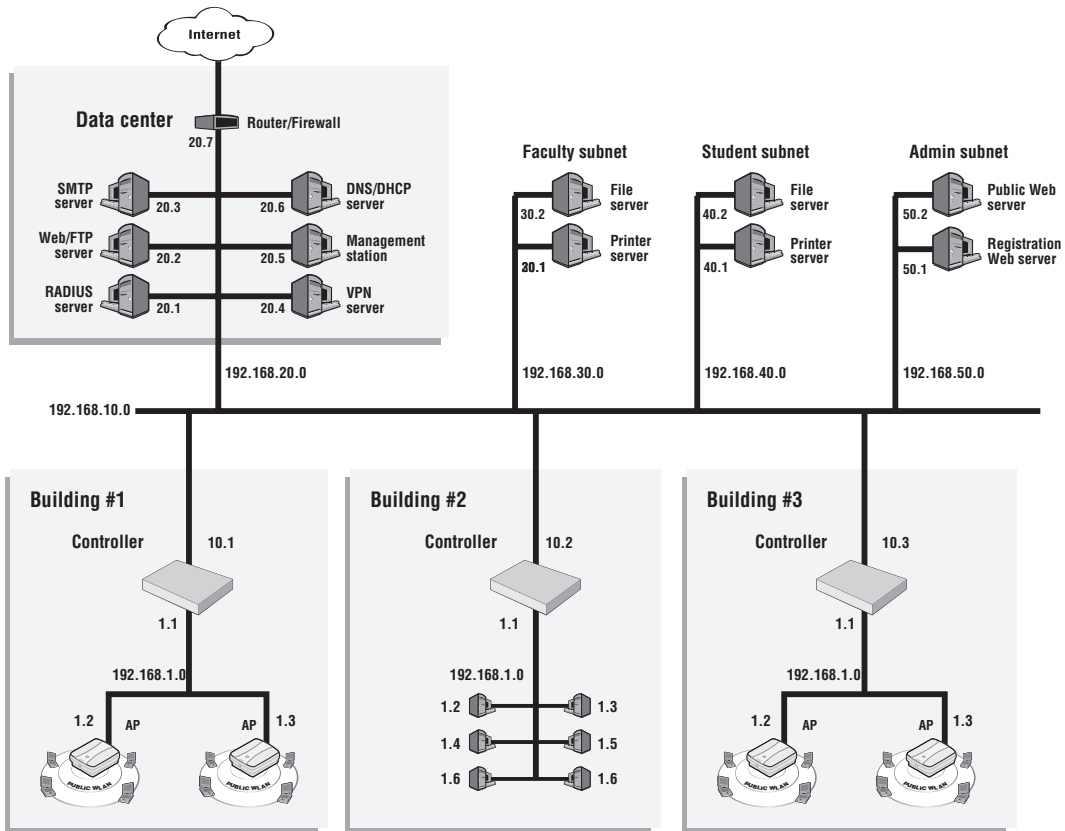 Internet
Data center
Router/Firewall
20.7
SMTP server
20.3
20.6
DNS/DHCP server
Web/FTP server
20.2
20.5
Management station
RADIUS server
20.1
20.4
VPN server
192.168.20.0
Faculty subnet
30.2
File server
30.1
Printer server
192.168.30.0
Student subnet
40.2
File server
40.1
Printer server
192.168.40.0
Admin subnet
50.2
Public Web server
50.1
Registration Web server
192.168.50.0
192.168.10.0
Building #1
Controller
10.1
1.1
192.168.1.0
1.2
AP
AP
1.3
PUBLIC WLAN
PUBLIC WLAN
Building #2
Controller
10.2
1.1
192.168.1.0
1.2
1.3
1.4
1.5
1.6
1.6
Building #3
Controller
10.3
1.1
192.168.1.0
1.2
AP
AP
1.3
PUBLIC WLAN
PUBLIC WLAN